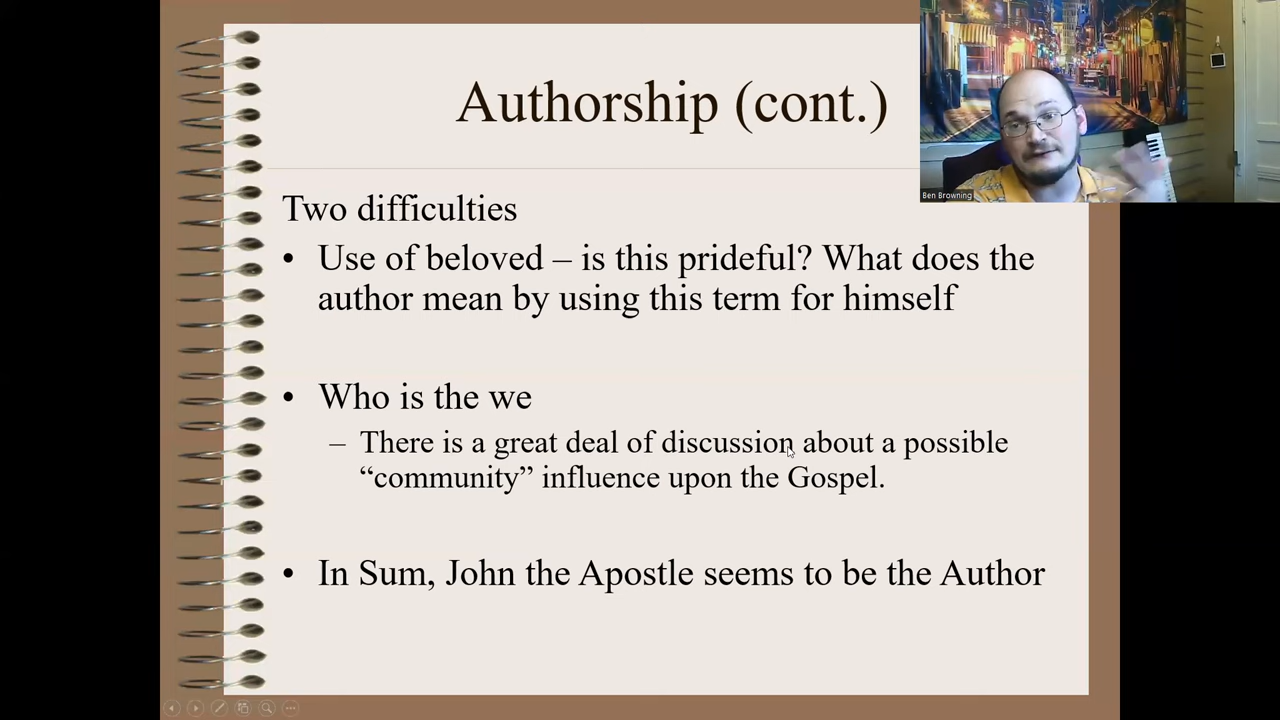 Authorship (cont.)
Ben Browning
Two difficulties
• Use of beloved – is this prideful? What does the
author mean by using this term for himself
• Who is the we
– There is a great deal of discussion about a possible
“community” influence upon the Gospel.
• In Sum, John the Apostle seems to be the Author